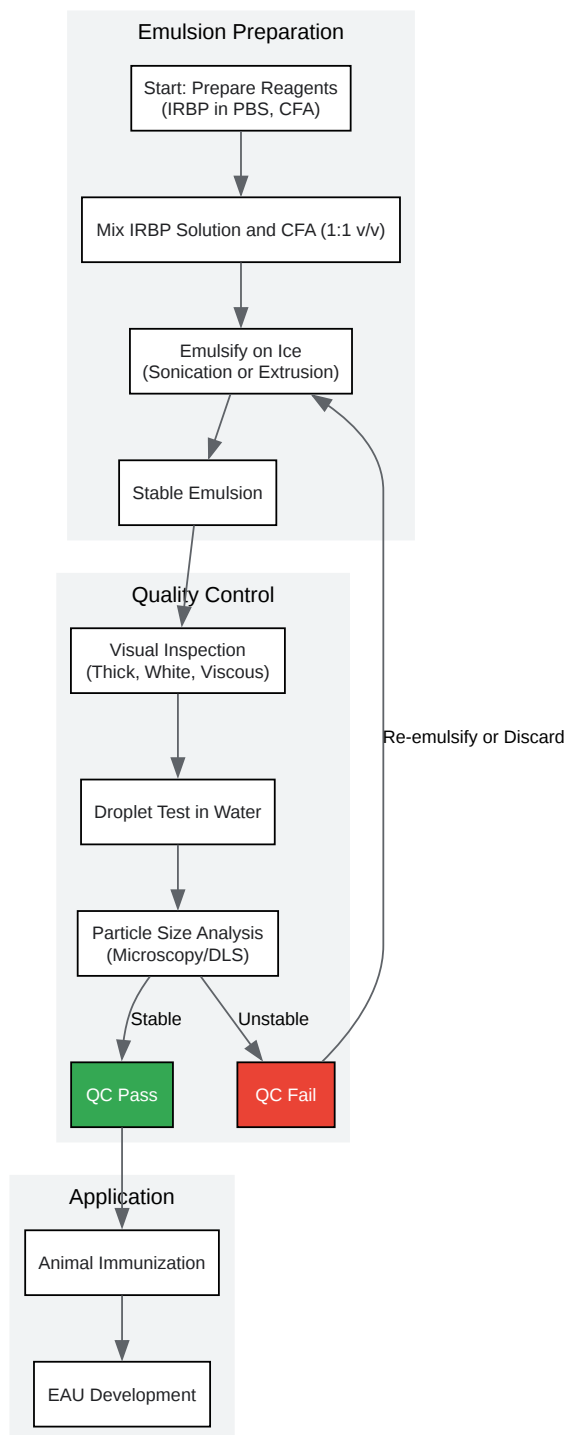 Emulsion Preparation
Start: Prepare Reagents
(IRBP in PBS, CFA)
Mix IRBP Solution and CFA (1:1 v/v)
Emulsify on Ice
(Sonication or Extrusion)
Stable Emulsion
Quality Control
Visual Inspection
(Thick, White, Viscous)
Re-emulsify or Discard
Droplet Test in Water
Particle Size Analysis
(Microscopy/DLS)
Stable
Unstable
QC Pass
QC Fail
Application
Animal Immunization
EAU Development